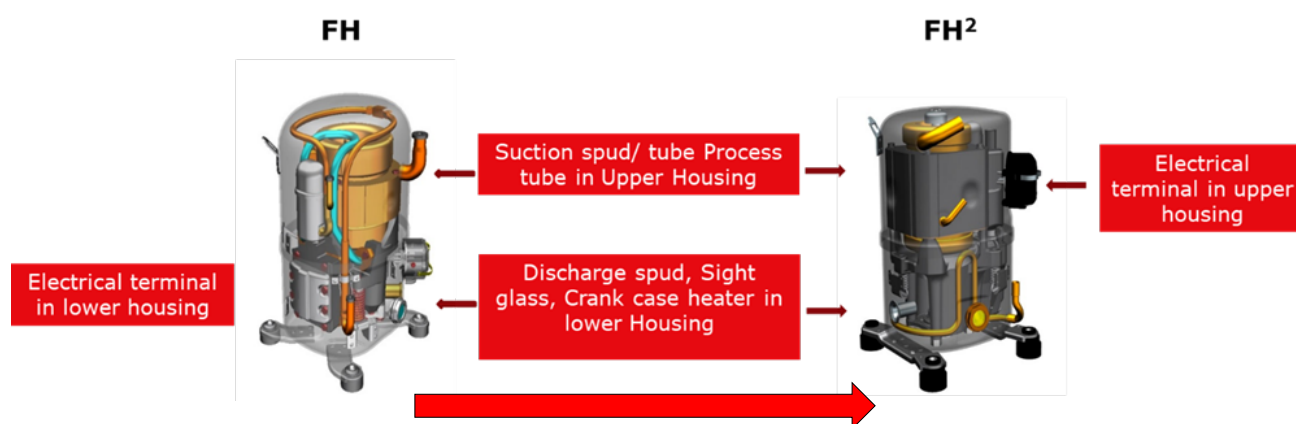 FH
FH²
Suction spud/ tube Process
tube in Upper Housing
Electrical
terminal in upper
housing
Electrical terminal
in lower housing
Discharge spud, Sight
glass, Crank case heater in
lower Housing